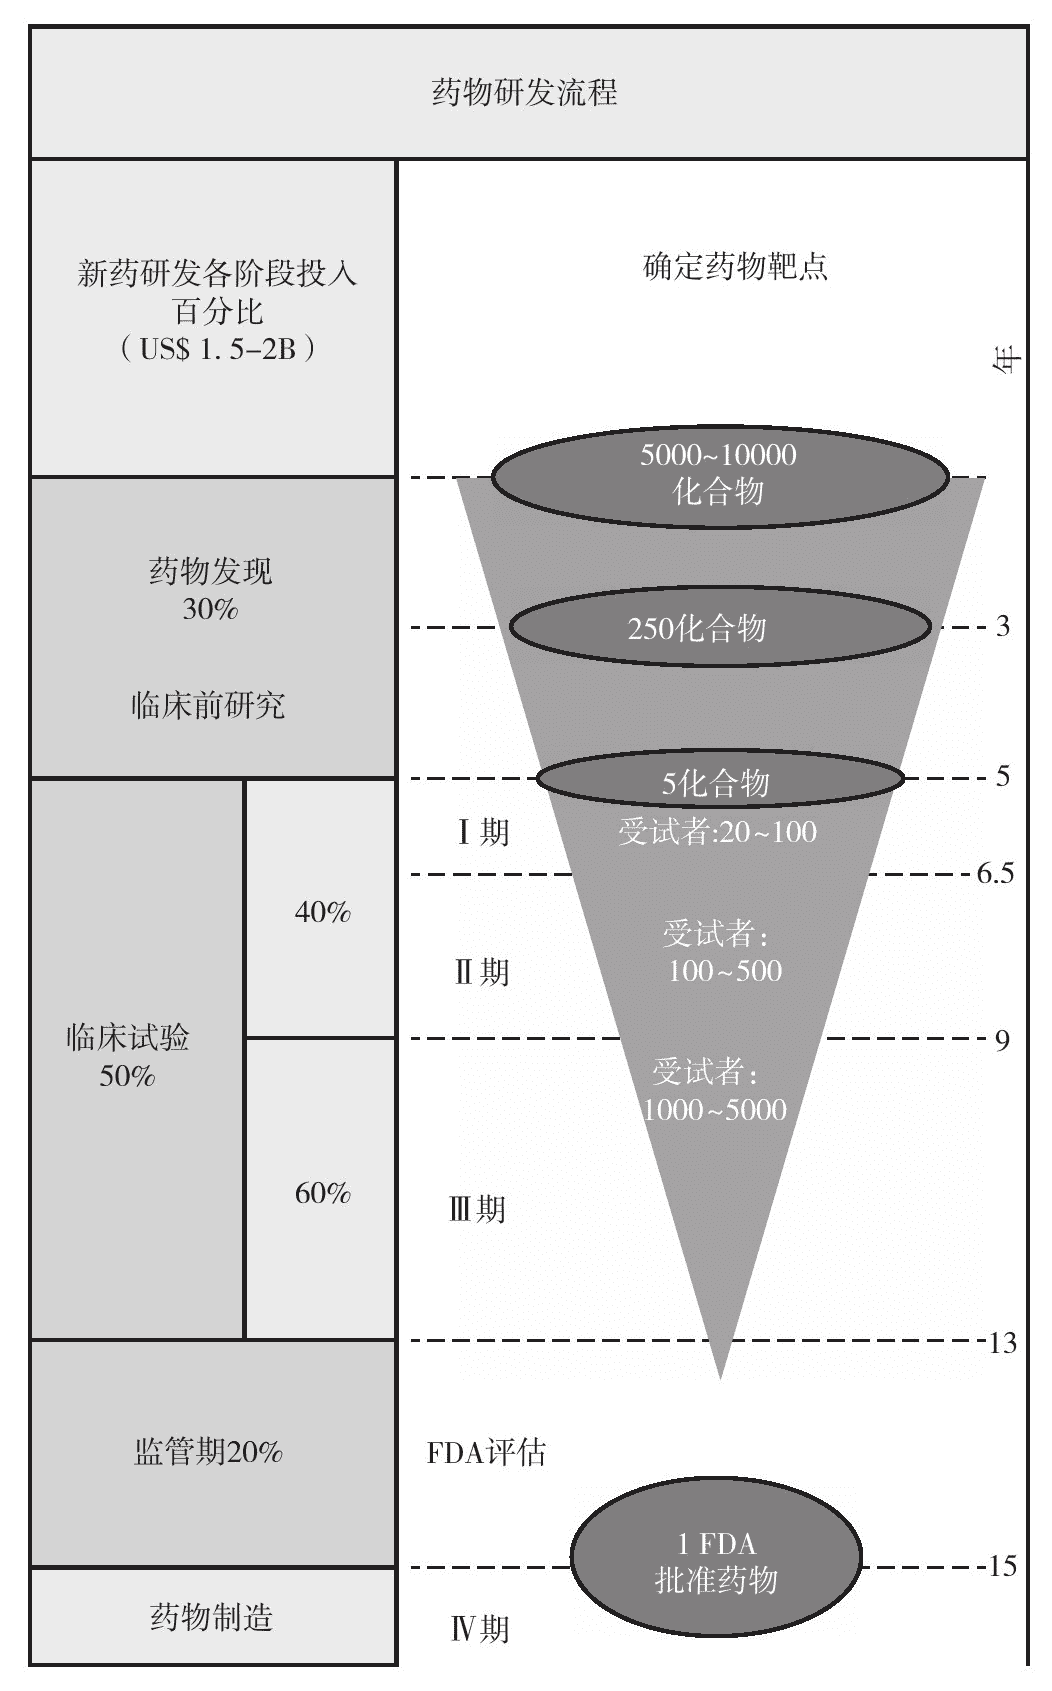 药物研发流程
新药研发各阶段投入
百分比
（US$ 1. 5-2B）
确定药物靶点
年
5000~10000
化合物
药物发现
30%
250化合物
3
临床前研究
5化合物
5
Ⅰ期
受试者:20~100
6.5
40%
受试者：
100~500
Ⅱ期
临床试验
50%
9
受试者：
1000~5000
60%
Ⅲ期
13
监管期20%
FDA评估
1 FDA
批准药物
15
药物制造
Ⅳ期